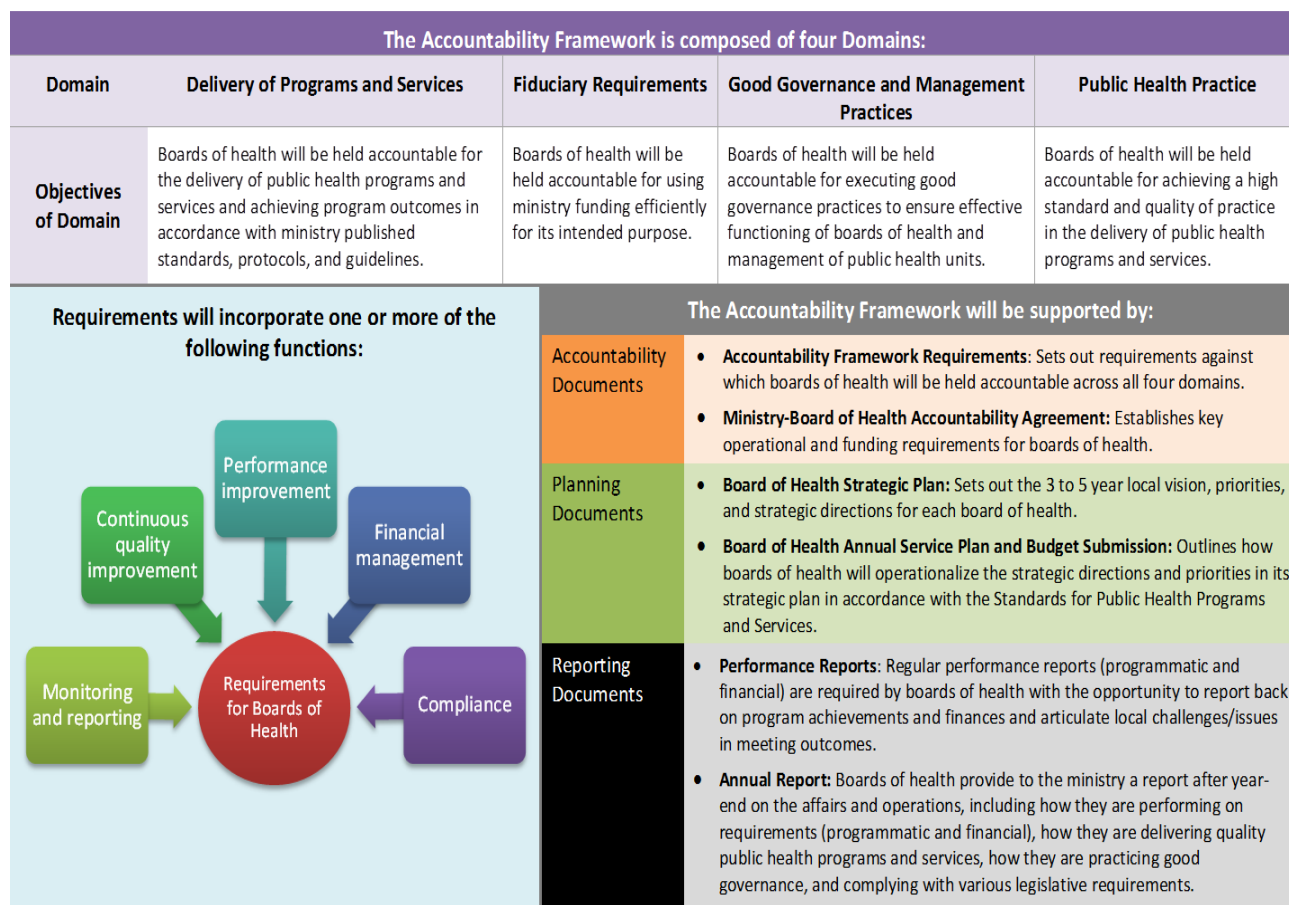 The Accountability Framework is composed of four Domains:
Domain
Delivery of Programs and Services
Fiduciary Requirements
Good Governance and Management
Practices
Public Health Practice
Objectives
of Domain
Boards of health will be held accountable for
the delivery of public health programs and
services and achieving program outcomes in
accordance with ministry published
standards, protocols, and guidelines.
Boards of health will be
held accountable for using
ministry funding efficiently
for its intended purpose.
Boards of health will be held
accountable for executing good
governance practices to ensure effective
functioning of boards of health and
management of public health units.
Boards of health will be held
accountable for achieving a high
standard and quality of practice
in the delivery of public health
programs and services.
Requirements will incorporate one or more of the
following functions:
Monitoring
and reporting
Continuous
quality
improvement
Performance
improvement
Financial
management
Compliance
Requirements
for Boards of
Health
The Accountability Framework will be supported by:
Accountability
Documents
• Accountability Framework Requirements: Sets out requirements against
which boards of health will be held accountable across all four domains.
• Ministry-Board of Health Accountability Agreement: Establishes key
operational and funding requirements for boards of health.
Planning
Documents
• Board of Health Strategic Plan: Sets out the 3 to 5 year local vision, priorities,
and strategic directions for each board of health.
• Board of Health Annual Service Plan and Budget Submission: Outlines how
boards of health will operationalize the strategic directions and priorities in its
strategic plan in accordance with the Standards for Public Health Programs
and Services.
Reporting
Documents
• Performance Reports: Regular performance reports (programmatic and
financial) are required by boards of health with the opportunity to report back
on program achievements and finances and articulate local challenges/issues
in meeting outcomes.
• Annual Report: Boards of health provide to the ministry a report after year-
end on the affairs and operations, including how they are performing on
requirements (programmatic and financial), how they are delivering quality
public health programs and services, how they are practicing good
governance, and complying with various legislative requirements.